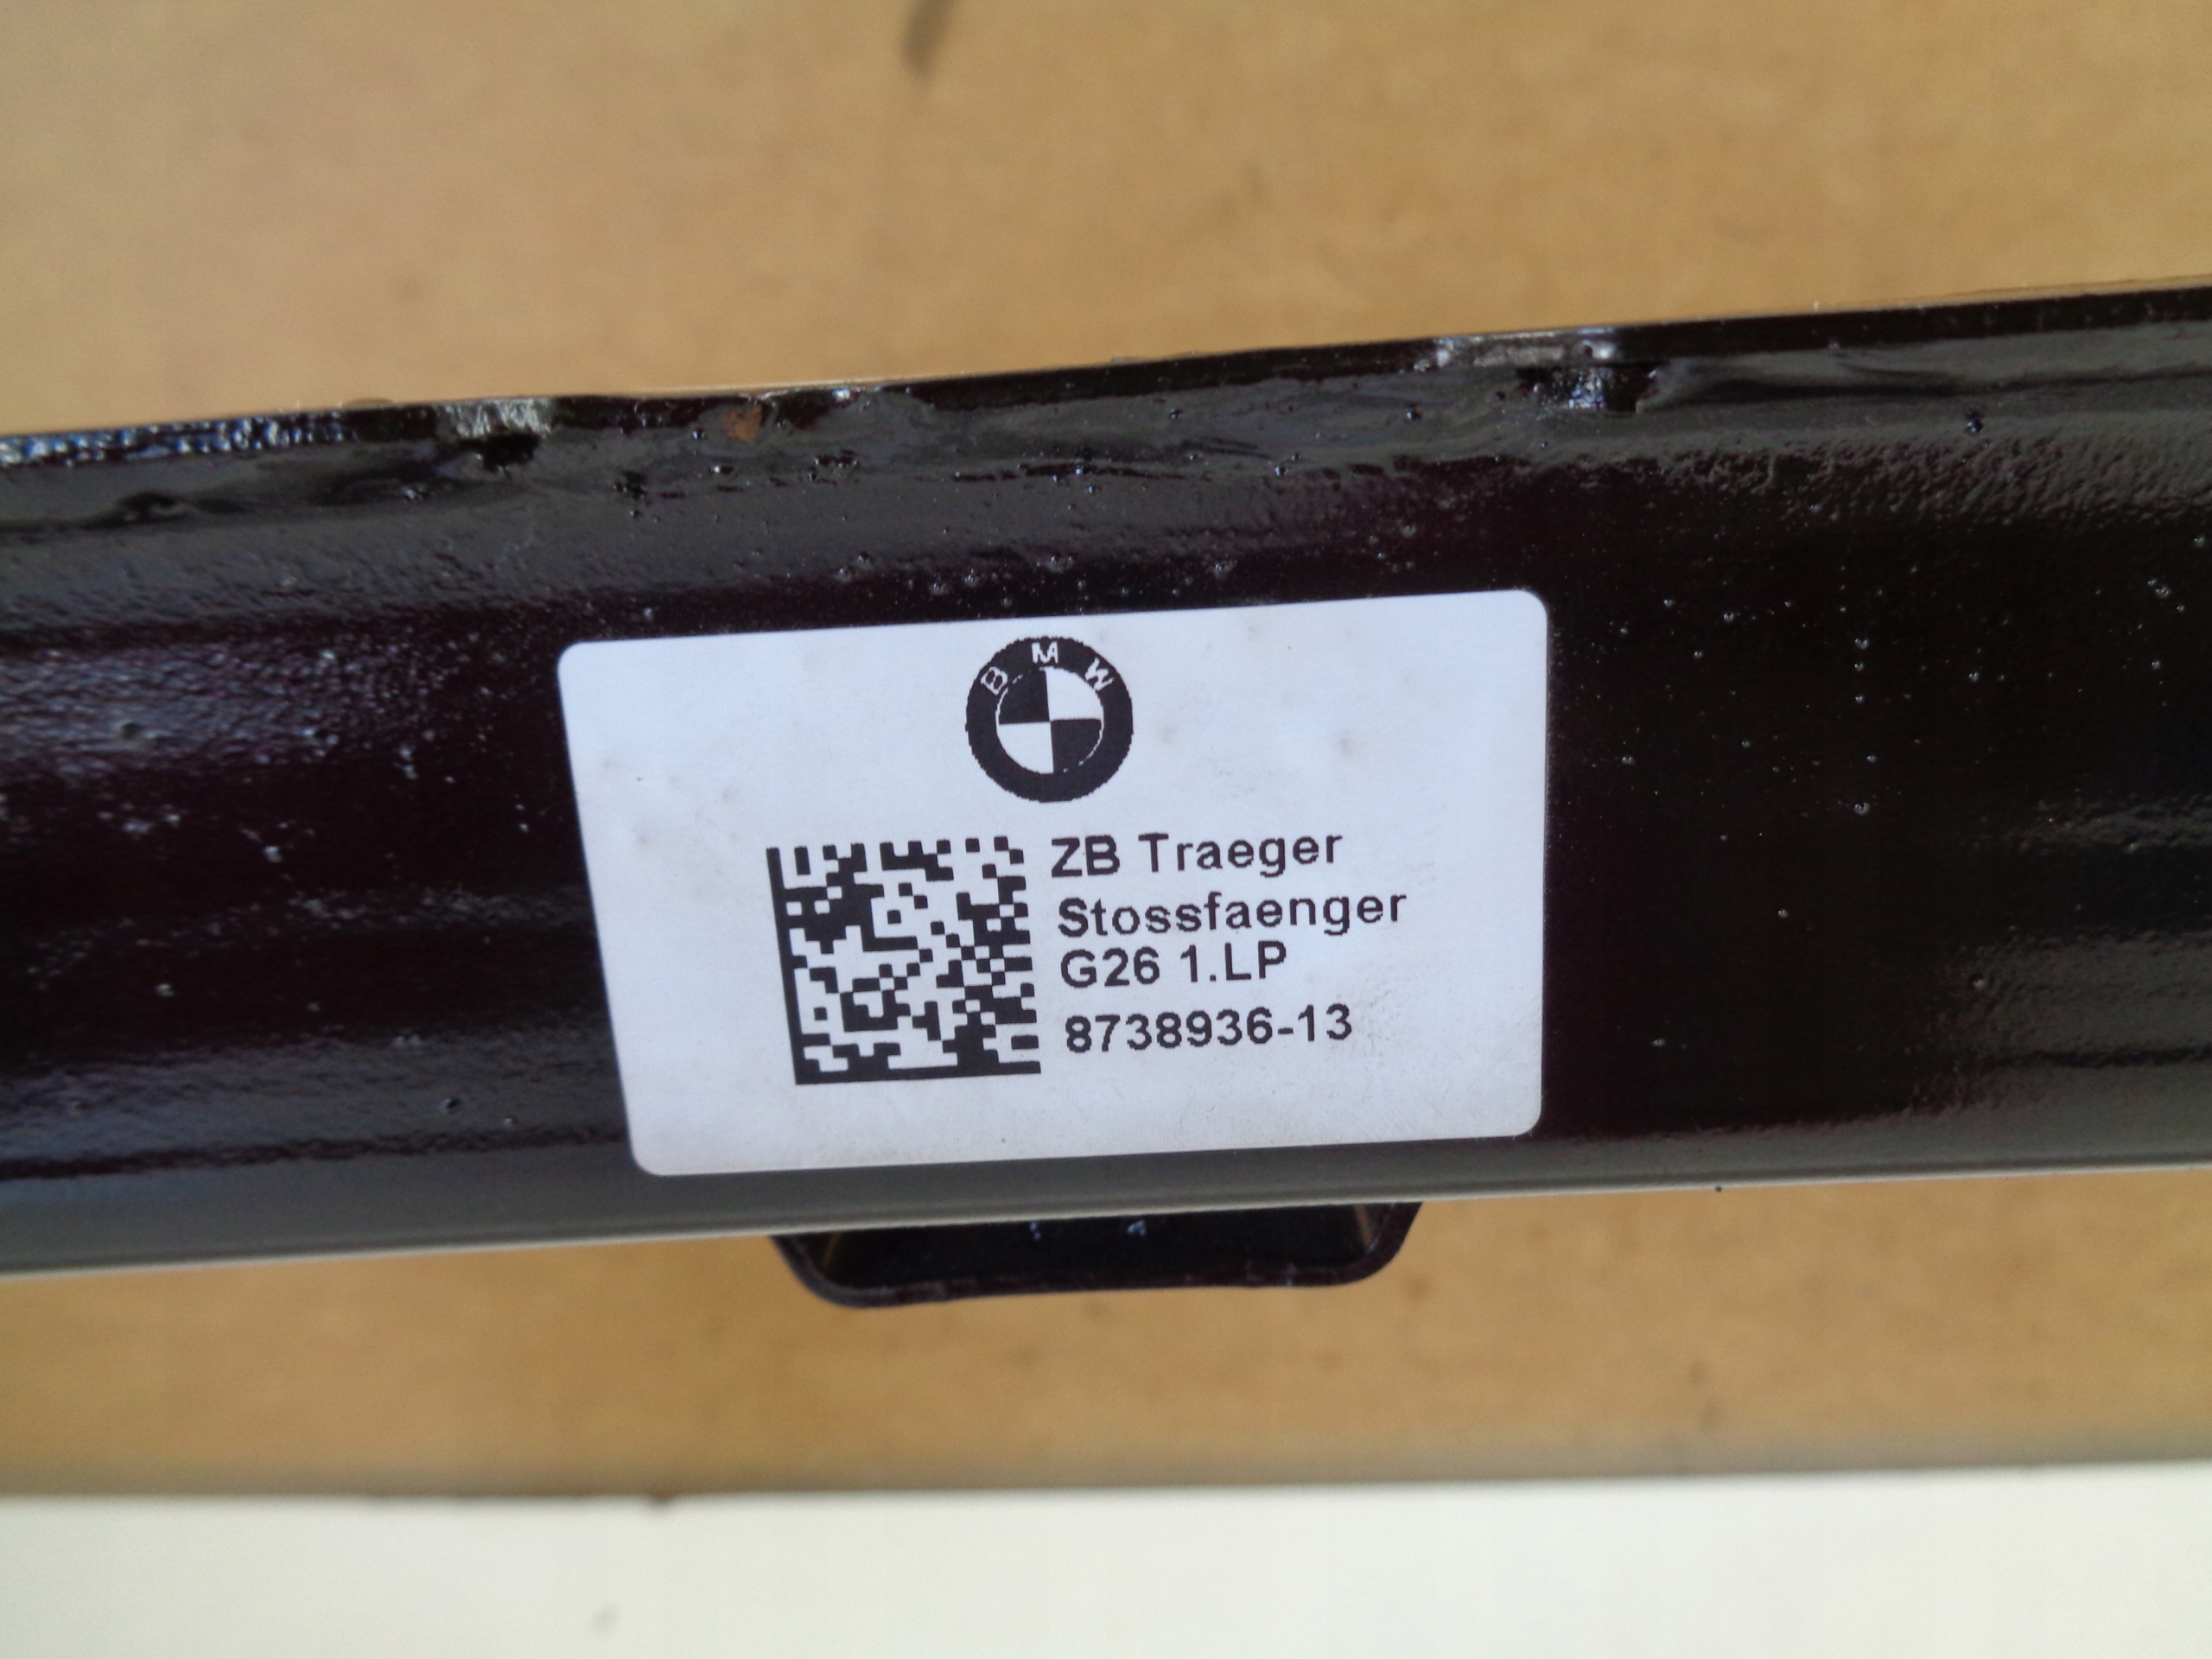 BMW
ZB Traeger
Stossfaenger
G26 1.LP
8738936-13